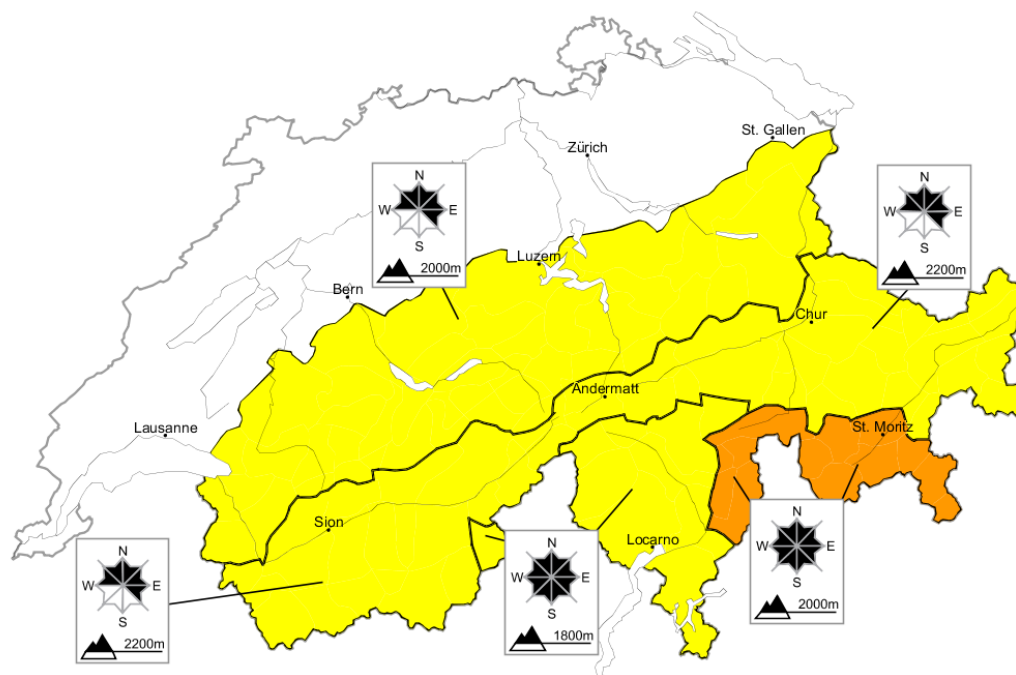 St. Gallen
Zürich
N
W E
S
2000m
N
W E
S
2200m
Luzern
Bern
Chur
Andermatt
Lausanne
St. Moritz
Sion
Locarno
N
W E
S
2200m
N
W E
S
1800m
N
W E
S
2000m